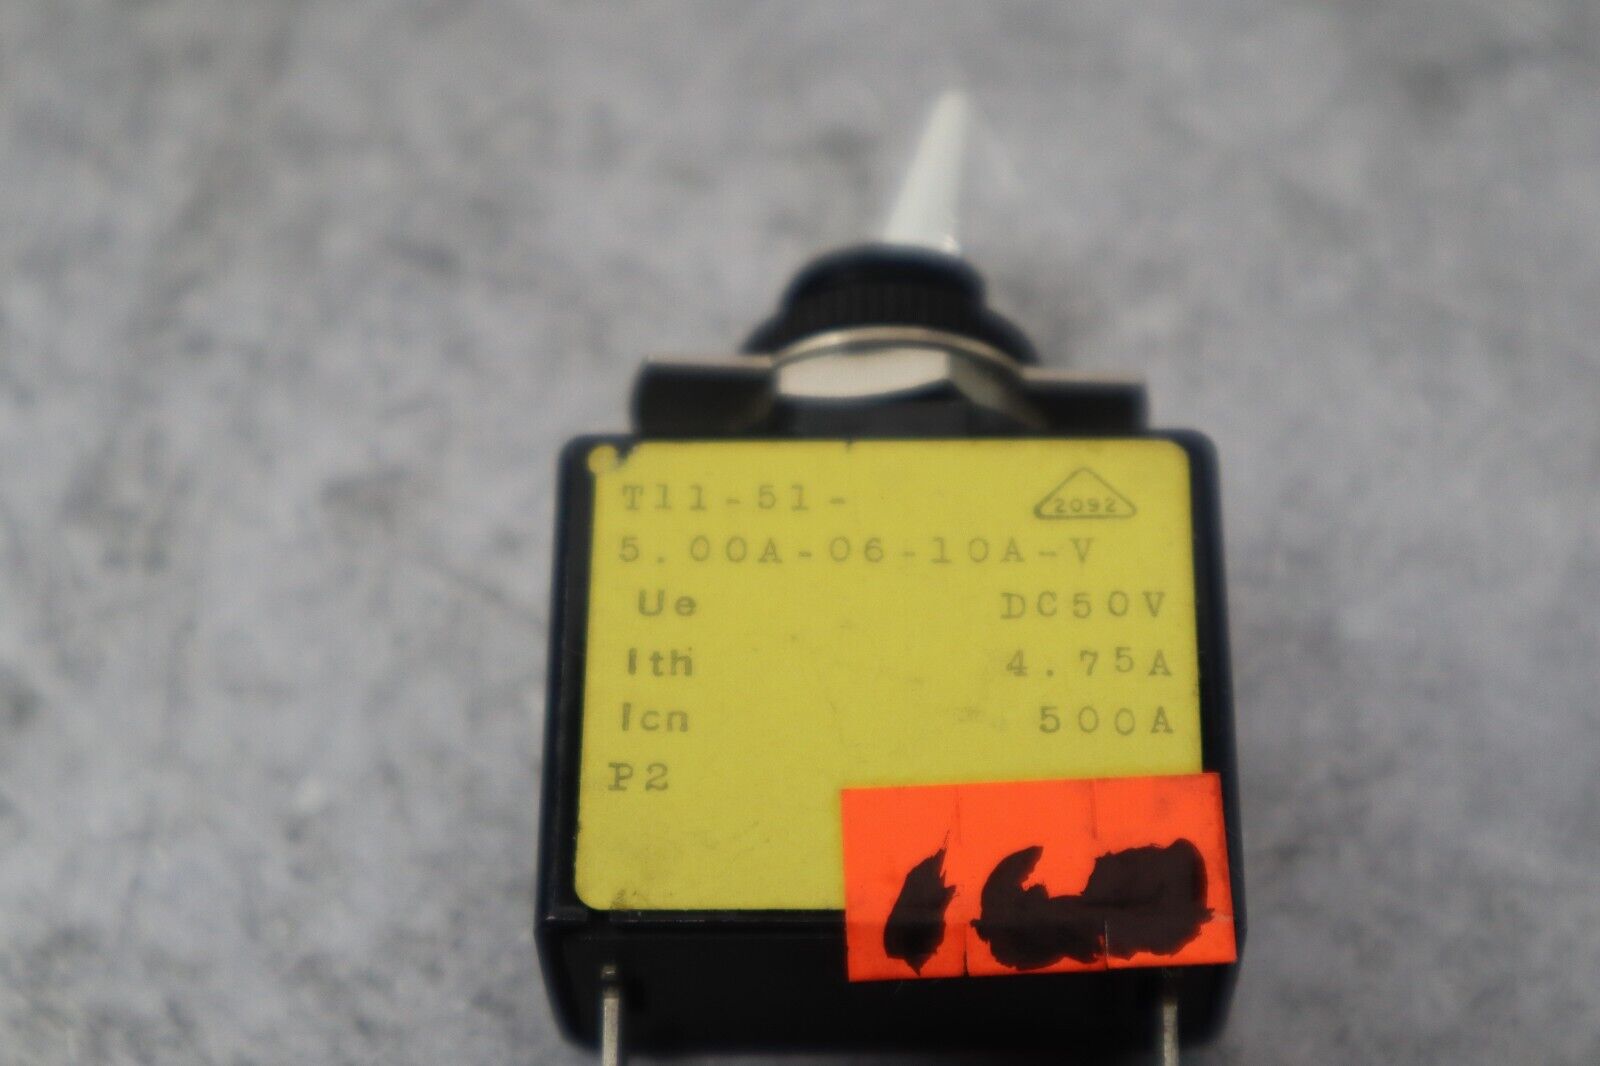 T11-51-
2092
5.00A-06-10A-V
Ue DC50V
Ith 4.75A
Icn 500A
P2